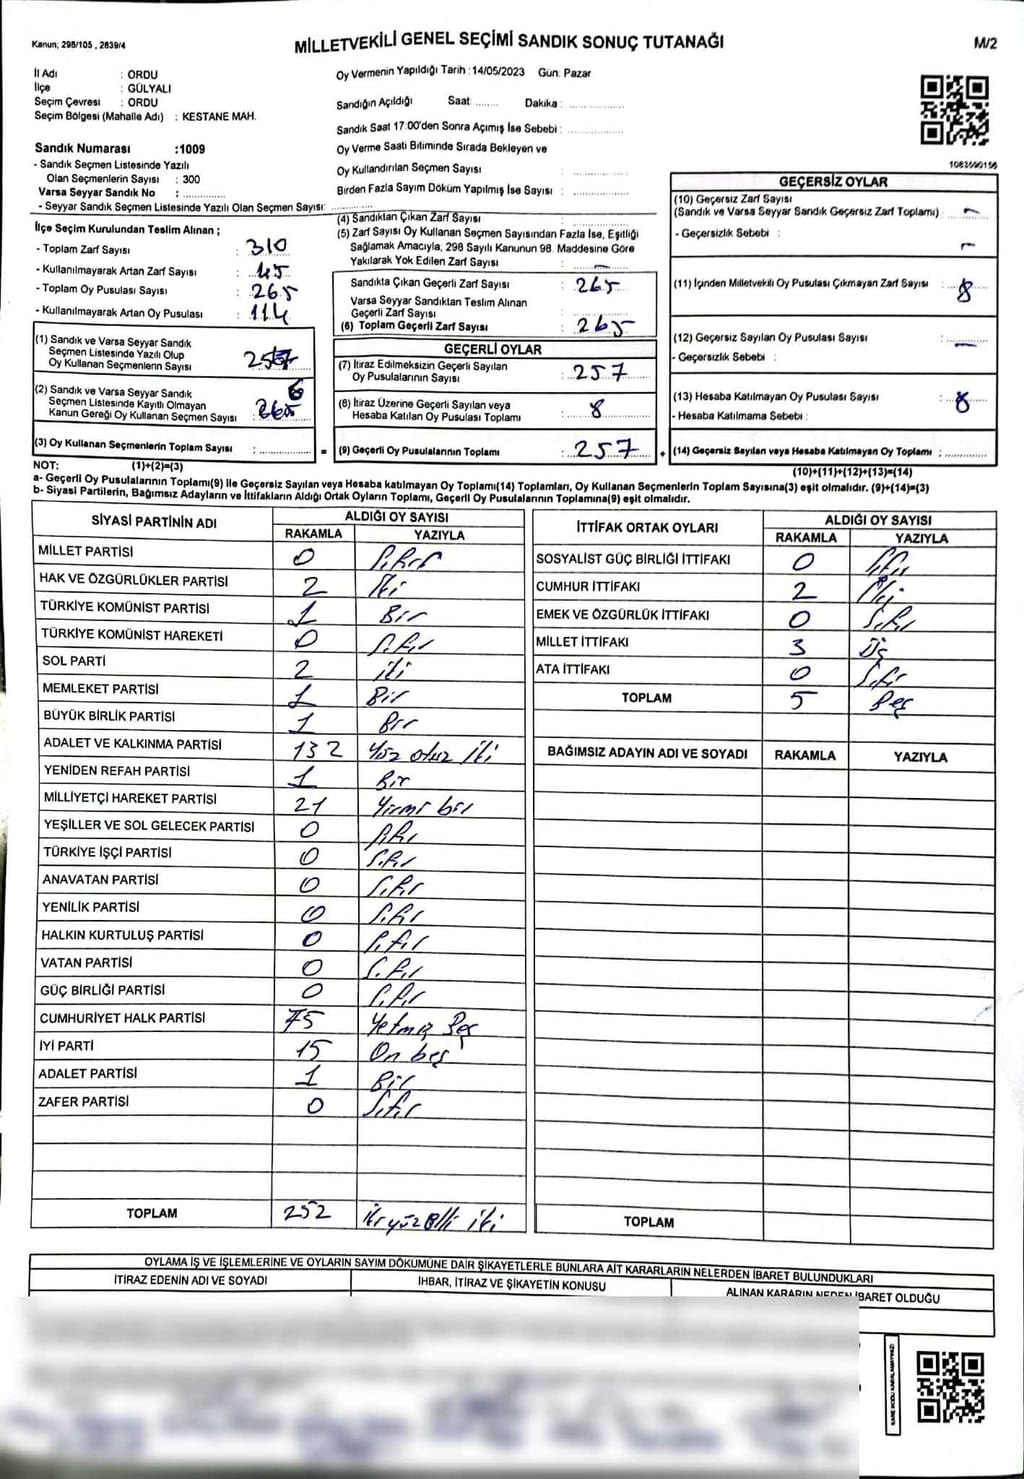 Kanun; 298/105 , 2839/4
MİLLETVEKİLİ GENEL SEÇİMİ SANDIK SONUÇ TUTANAĞI
M/2
İl Adı : ORDU
İlçe : GÜLYALI
Seçim Çevresi : ORDU
Seçim Bölgesi (Mahalle Adı) : KESTANE MAH.
Sandık Numarası :1009
- Sandık Seçmen Listesinde Yazılı
Olan Seçmenlerin Sayısı : 300
Varsa Seyyar Sandık No :
- Seyyar Sandık Seçmen Listesinde Yazılı Olan Seçmen Sayısı:
Oy Vermenin Yapıldığı Tarih :14/05/2023 Gün: Pazar
Sandığın Açıldığı Saat: Dakika :
Sandık Saat 17:00'den Sonra Açımış İse Sebebi :
Oy Verme Saati Bitiminde Sırada Bekleyen ve
Oy Kullandırılan Seçmen Sayısı :
Birden Fazla Sayım Döküm Yapılmış İse Sayısı :
1083590156
İlçe Seçim Kurulundan Teslim Alınan ;
- Toplam Zarf Sayısı : 310
- Kullanılmayarak Artan Zarf Sayısı : 45
- Toplam Oy Pusulası Sayısı : 265
- Kullanılmayarak Artan Oy Pusulası : 114
(1) Sandık ve Varsa Seyyar Sandık
Seçmen Listesinde Yazılı Olup
Oy Kullanan Seçmenlerin Sayısı
(2) Sandık ve Varsa Seyyar Sandık
Seçmen Listesinde Kayıtlı Olmayan
Kanun Gereği Oy Kullanan Seçmen Sayısı :
(3) Oy Kullanan Seçmenlerin Toplam Sayısı :
(4) Sandıktan Çıkan Zarf Sayısı :
(5) Zarf Sayısı Oy Kullanan Seçmen Sayısından Fazla İse, Eşitliği
Sağlamak Amacıyla, 298 Sayılı Kanunun 98. Maddesine Göre
Yakılarak Yok Edilen Zarf Sayısı : –
Sandıkta Çıkan Geçerli Zarf Sayısı : 265
Varsa Seyyar Sandıktan Teslim Alınan
Geçerli Zarf Sayısı :
(6) Toplam Geçerli Zarf Sayısı : 265
GEÇERLİ OYLAR
(7) İtiraz Edilmeksizin Geçerli Sayılan
Oy Pusulalarının Sayısı : 257
(8) İtiraz Üzerine Geçerli Sayılan veya
Hesaba Katılan Oy Pusulası Toplamı : 8
= (9) Geçerli Oy Pusulalarının Toplamı : 257
GEÇERSİZ OYLAR
(10) Geçersiz Zarf Sayısı
(Sandık ve Varsa Seyyar Sandık Geçersiz Zarf Toplamı) : –
- Geçersizlik Sebebi : –
(11) İçinden Milletvekili Oy Pusulası Çıkmayan Zarf Sayısı : 8
(12) Geçersiz Sayılan Oy Pusulası Sayısı : –
- Geçersizlik Sebebi :
(13) Hesaba Katılmayan Oy Pusulası Sayısı : 8
- Hesaba Katılmama Sebebi :
+ (14) Geçersiz Sayılan veya Hesaba Katılmayan Oy Toplamı :
NOT: (1)+(2)=(3)
(10)+(11)+(12)+(13)=(14)
a- Geçerli Oy Pusulalarının Toplamı(9) ile Geçersiz Sayılan veya Hesaba katılmayan Oy Toplamı(14) Toplamları, Oy Kullanan Seçmenlerin Toplam Sayısına(3) eşit olmalıdır. (9)+(14)=(3)
b- Siyasi Partilerin, Bağımsız Adayların ve İttifakların Aldığı Ortak Oyların Toplamı, Geçerli Oy Pusulalarının Toplamına(9) eşit olmalıdır.
SİYASİ PARTİNİN ADI ALDIĞI OY SAYISI
RAKAMLA YAZIYLA
MİLLET PARTİSİ 0 Sıfır
HAK VE ÖZGÜRLÜKLER PARTİSİ 2 İki
TÜRKİYE KOMÜNİST PARTİSİ 1 Bir
TÜRKİYE KOMÜNİST HAREKETİ 0 Sıfır
SOL PARTİ 2 iki
MEMLEKET PARTİSİ 1 Bir
BÜYÜK BİRLİK PARTİSİ 1 Bir
ADALET VE KALKINMA PARTİSİ 132 Yüz otuz iki
YENİDEN REFAH PARTİSİ 1 Bir
MİLLİYETÇİ HAREKET PARTİSİ 21 Yirmi bir
YEŞİLLER VE SOL GELECEK PARTİSİ 0 Sıfır
TÜRKİYE İŞÇİ PARTİSİ 0 Sıfır
ANAVATAN PARTİSİ 0 Sıfır
YENİLİK PARTİSİ 0 Sıfır
HALKIN KURTULUŞ PARTİSİ 0 Sıfır
VATAN PARTİSİ 0 Sıfır
GÜÇ BİRLİĞİ PARTİSİ 0 Sıfır
CUMHURİYET HALK PARTİSİ 75 Yetmiş Beş
İYİ PARTİ 15 On beş
ADALET PARTİSİ 1 Bir
ZAFER PARTİSİ 0 Sıfır
TOPLAM 252 İkiyüzElli iki
İTTİFAK ORTAK OYLARI ALDIĞI OY SAYISI
RAKAMLA YAZIYLA
SOSYALİST GÜÇ BİRLİĞİ İTTİFAKI 0 Sıfır
CUMHUR İTTİFAKI 2 İki
EMEK VE ÖZGÜRLÜK İTTİFAKI 0 Sıfır
MİLLET İTTİFAKI 3 Üç
ATA İTTİFAKI 0 Sıfır
TOPLAM 5 Beş
BAĞIMSIZ ADAYIN ADI VE SOYADI RAKAMLA YAZIYLA
TOPLAM
OYLAMA İŞ VE İŞLEMLERİNE VE OYLARIN SAYIM DÖKÜMÜNE DAİR ŞİKAYETLERLE BUNLARA AİT KARARLARIN NELERDEN İBARET BULUNDUKLARI
İTİRAZ EDENİN ADI VE SOYADI İHBAR, İTİRAZ VE ŞİKAYETİN KONUSU ALINAN KARARIN NEDEN İBARET OLDUĞU
KARE KODU KARALAMAYINIZ!